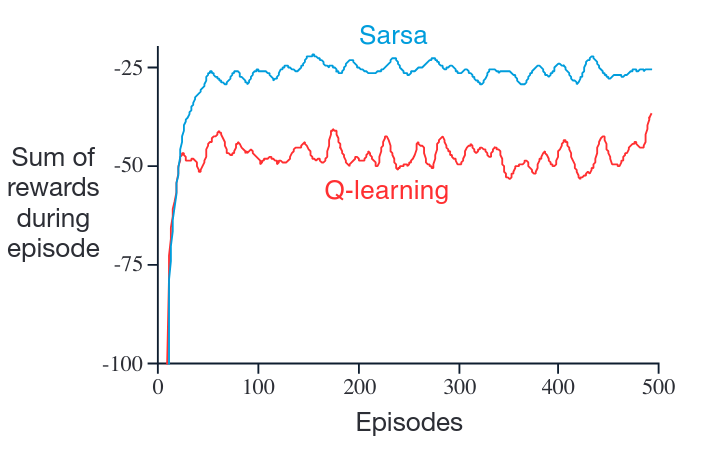 Sarsa
-25
Sum of
rewards
during
episode
-50
Q-learning
-75
-100
0 100 200 300 400 500
Episodes